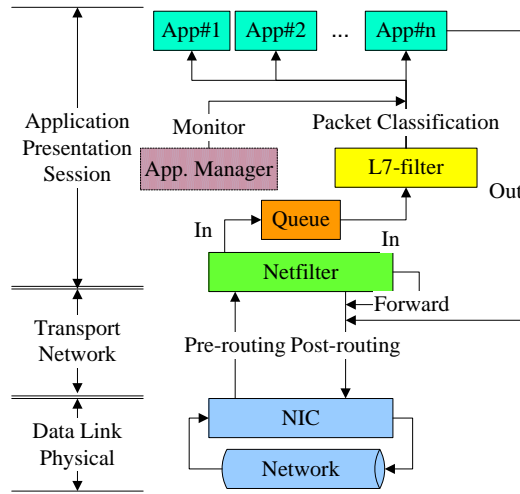 App#1
App#2
...
App#n
Application
Presentation
Session
Monitor
Packet Classification
App. Manager
L7-filter
Out
Queue
In
In
Netfilter
Forward
Transport
Network
Pre-routing
Post-routing
NIC
Data Link
Physical
Network